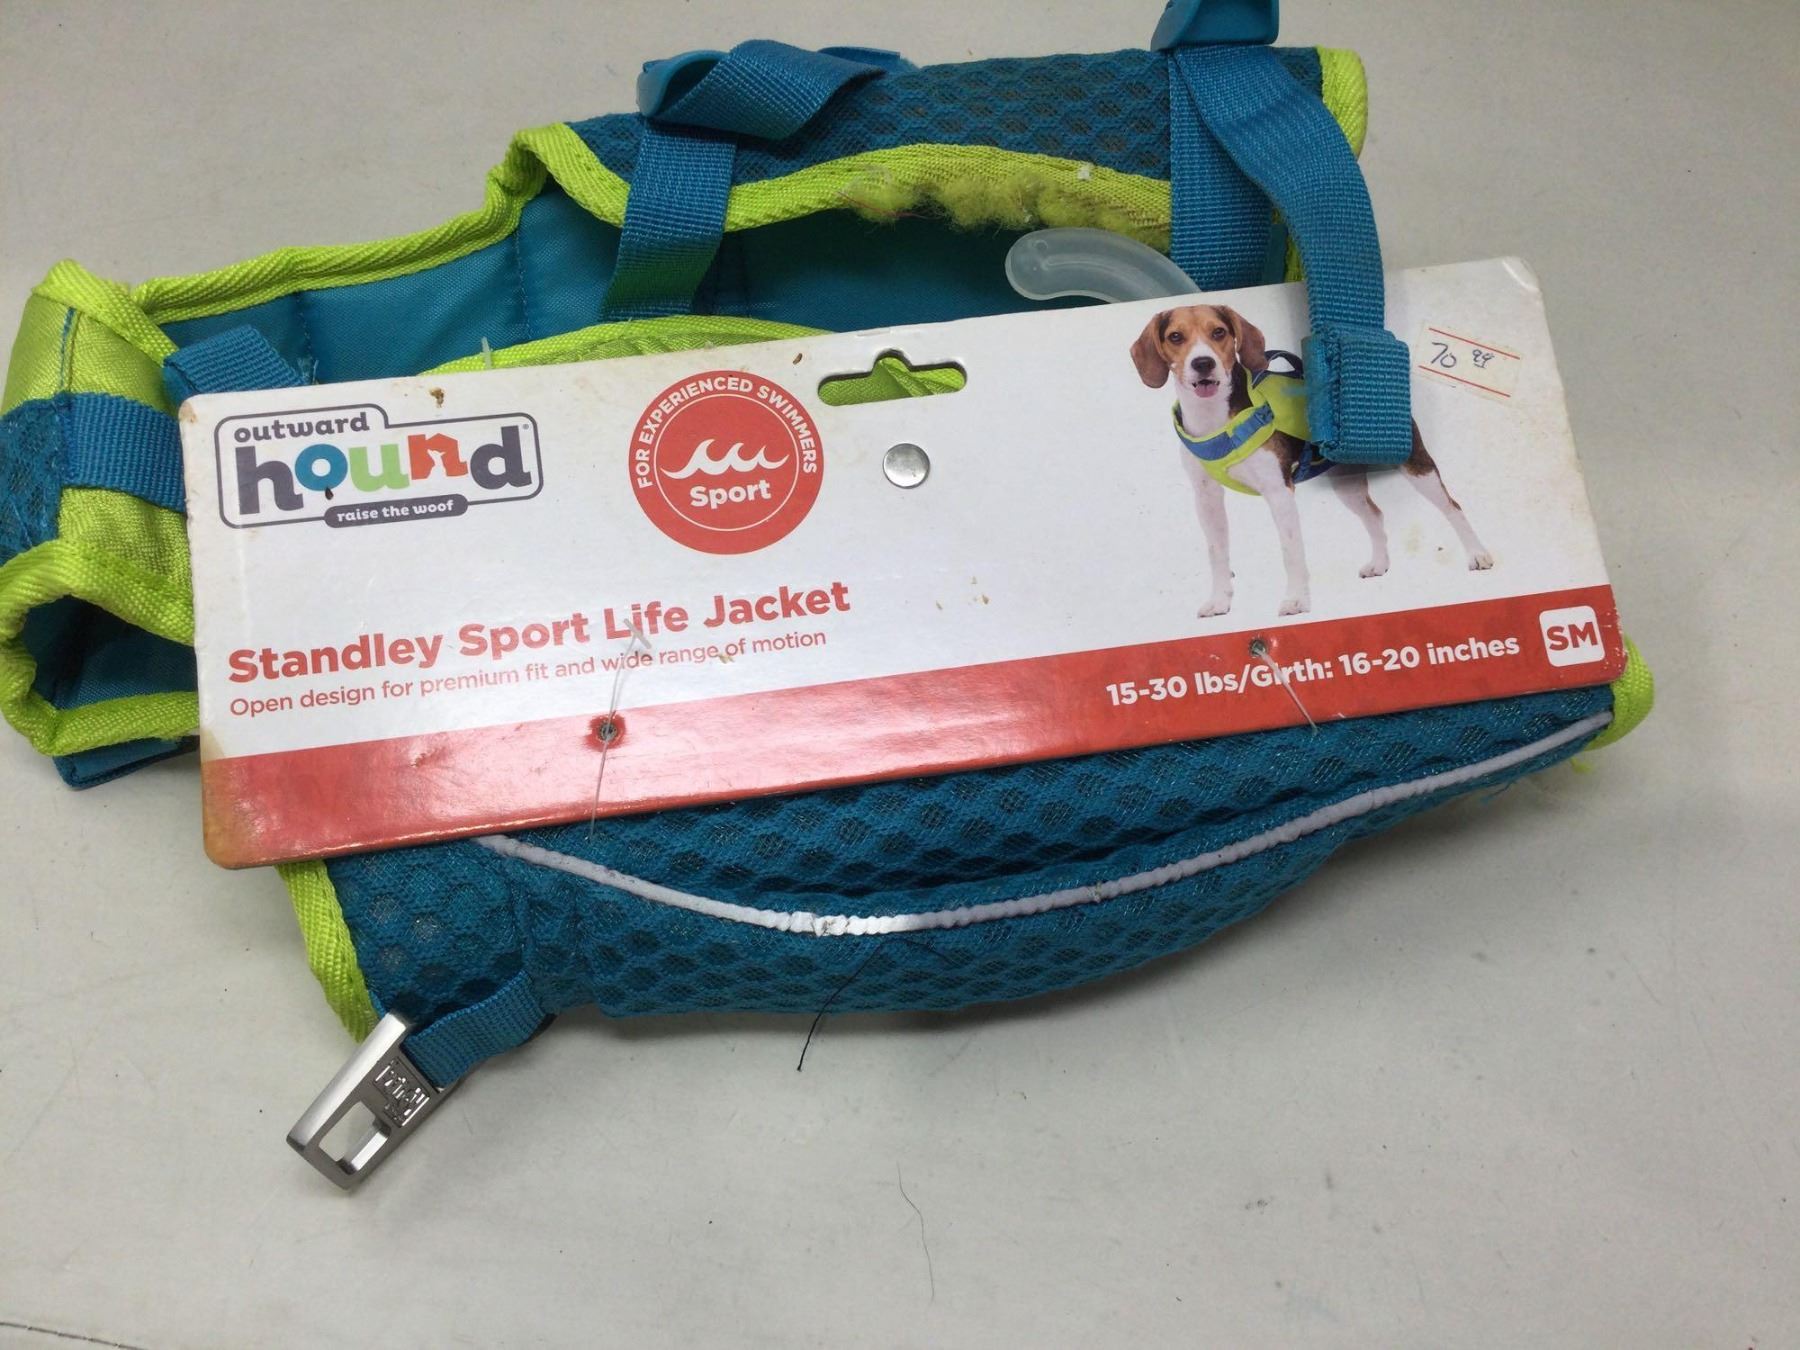 outward
hound®
raise the woof
FOR EXPERIENCED SWIMMERS
Sport
70 99
Standley Sport Life Jacket
Open design for premium fit and wide range of motion
15-30 lbs/Girth: 16-20 inches
SM